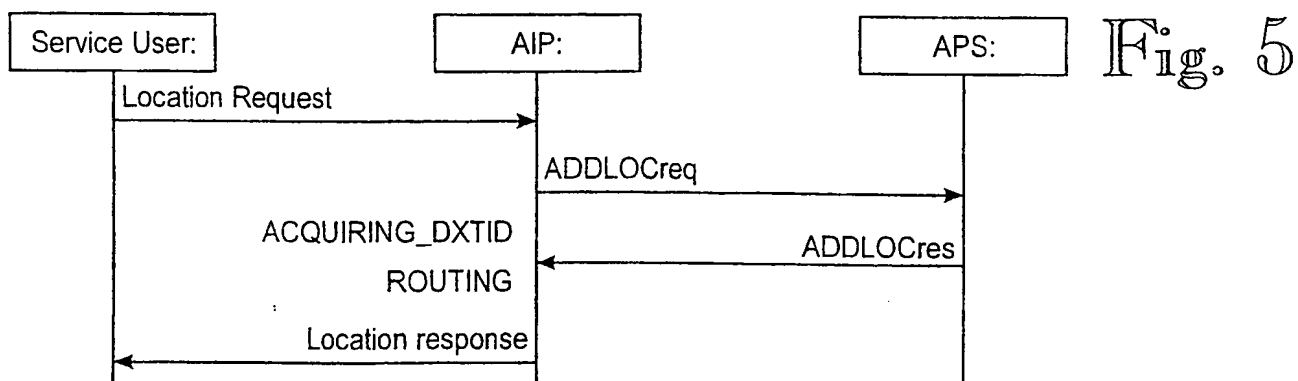 Service User:
AIP:
APS:
Fig. 5
Location Request
ADDLOCreq
ACQUIRING_DXTID
ADDLOCres
ROUTING
Location response